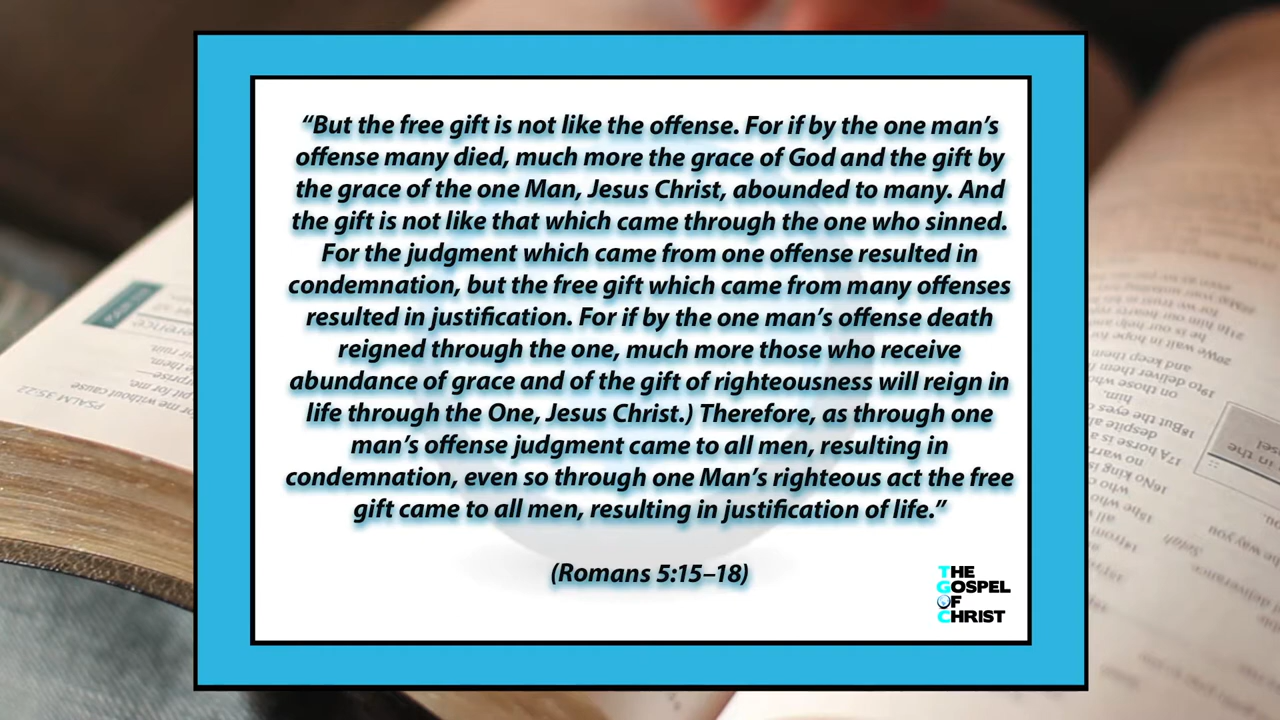 “But the free gift is not like the offense. For if by the one man’s
offense many died, much more the grace of God and the gift by
the grace of the one Man, Jesus Christ, abounded to many. And
the gift is not like that which came through the one who sinned.
For the judgment which came from one offense resulted in
condemnation, but the free gift which came from many offenses
resulted in justification. For if by the one man’s offense death
reigned through the one, much more those who receive
abundance of grace and of the gift of righteousness will reign in
life through the One, Jesus Christ.) Therefore, as through one
man’s offense judgment came to all men, resulting in
condemnation, even so through one Man’s righteous act the free
gift came to all men, resulting in justification of life.”
(Romans 5:15–18)
THE
GOSPEL
OF
CHRIST
PSALM 35:22